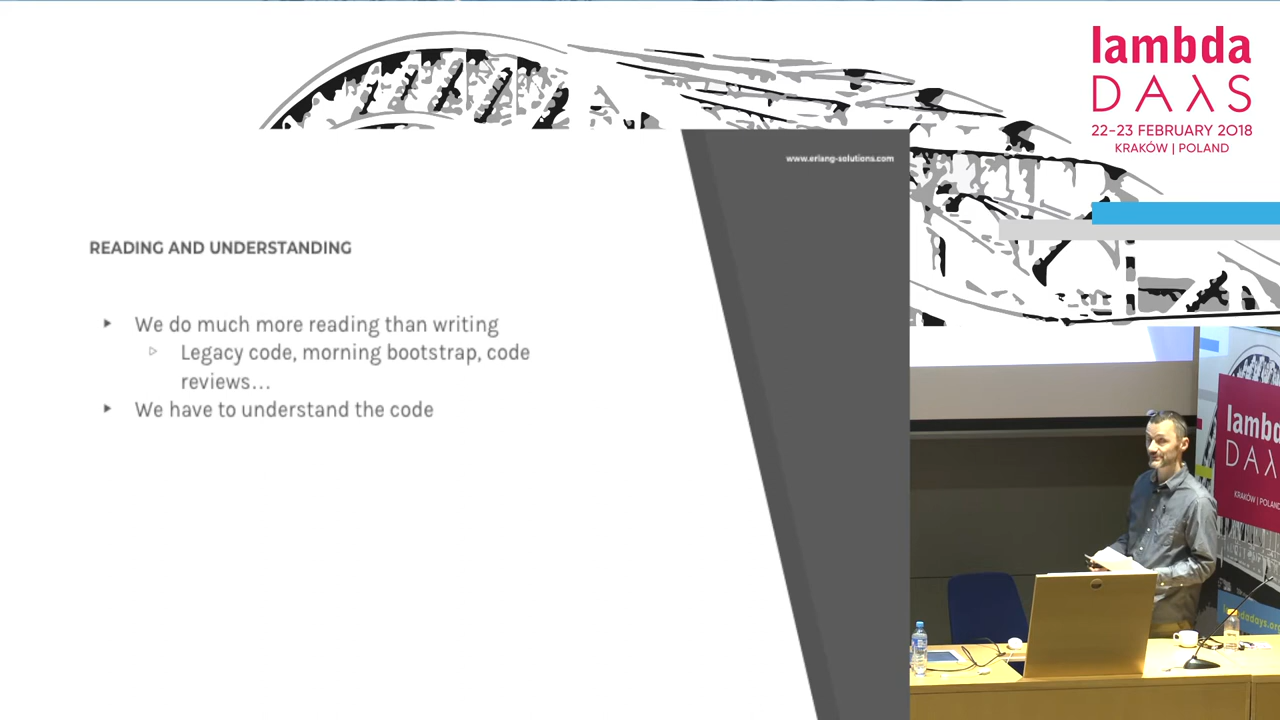 lambda
DAλS
22-23 FEBRUARY 2018
KRAKÓW | POLAND
www.erlang-solutions.com
READING AND UNDERSTANDING
We do much more reading than writing
Legacy code, morning bootstrap, code
reviews...
We have to understand the code
lambd
DAλ
KRAKÓW | POLAND
lambdadays.org